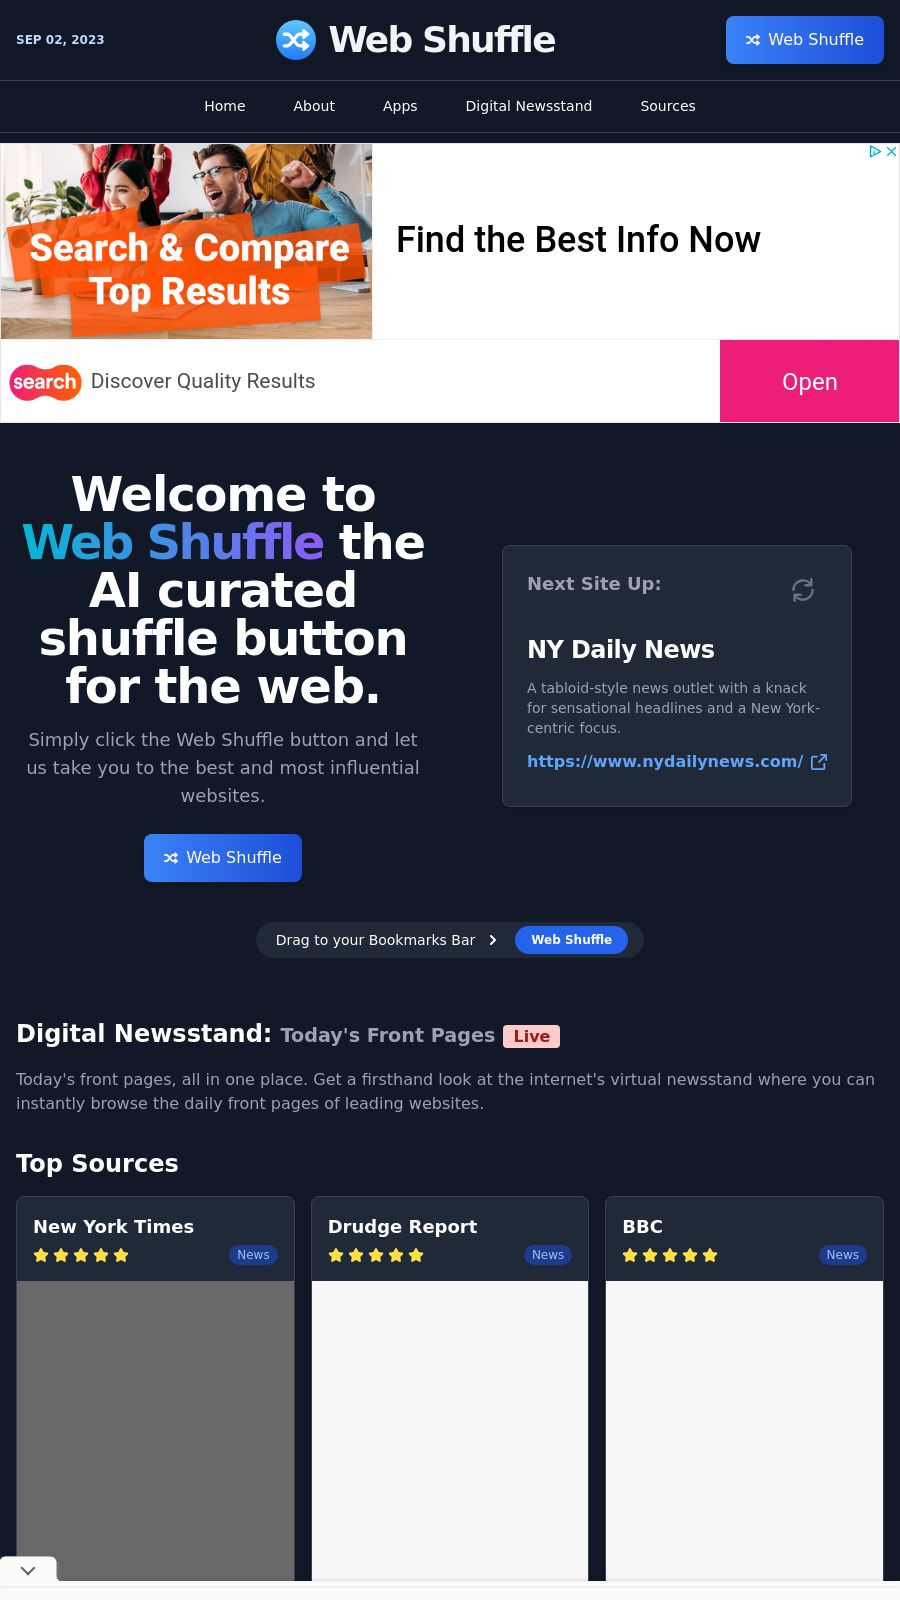 SEP 02, 2023
Web Shuffle
Web Shuffle
Home
About
Apps
Digital Newsstand
Sources
Search & Compare
Top Results
Find the Best Info Now
search
Discover Quality Results
Open
Welcome to
Web Shuffle the
AI curated
shuffle button
for the web.
Simply click the Web Shuffle button and let
us take you to the best and most influential
websites.
Web Shuffle
Next Site Up:
NY Daily News
A tabloid-style news outlet with a knack
for sensational headlines and a New York-
centric focus.
https://www.nydailynews.com/
Drag to your Bookmarks Bar
Web Shuffle
Digital Newsstand: Today's Front Pages Live
Today's front pages, all in one place. Get a firsthand look at the internet's virtual newsstand where you can
instantly browse the daily front pages of leading websites.
Top Sources
New York Times
News
Drudge Report
News
BBC
News